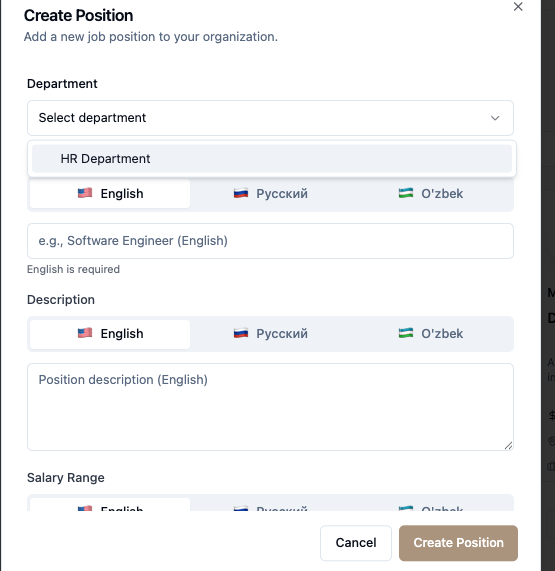 Create Position
Add a new job position to your organization.
Department
Select department
HR Department
English Русский O'zbek
e.g., Software Engineer (English)
English is required
Description
English Русский O'zbek
Position description (English)
Salary Range
English Русский O'zbek
Cancel Create Position